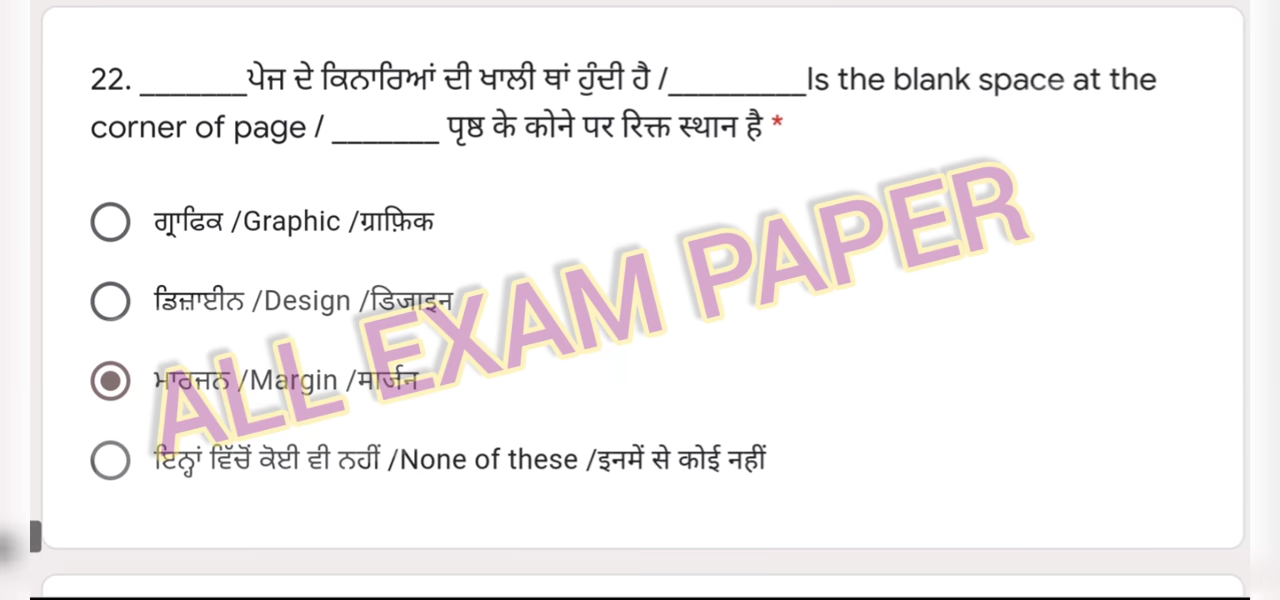 22. _______ਪੇਜ ਦੇ ਕਿਨਾਰਿਆਂ ਦੀ ਖਾਲੀ ਥਾਂ ਹੁੰਦੀ ਹੈ /_________Is the blank space at the
corner of page / _______ पृष्ठ के कोने पर रिक्त स्थान है *
ਗ੍ਰਾਫਿਕ /Graphic /ग्राफ़िक
ਡਿਜ਼ਾਈਨ /Design /डिजाइन
ਮਾਰਜਨ /Margin /मार्जन
ਇਨ੍ਹਾਂ ਵਿੱਚੋਂ ਕੋਈ ਵੀ ਨਹੀਂ /None of these /इनमें से कोई नहीं
ALL EXAM PAPER